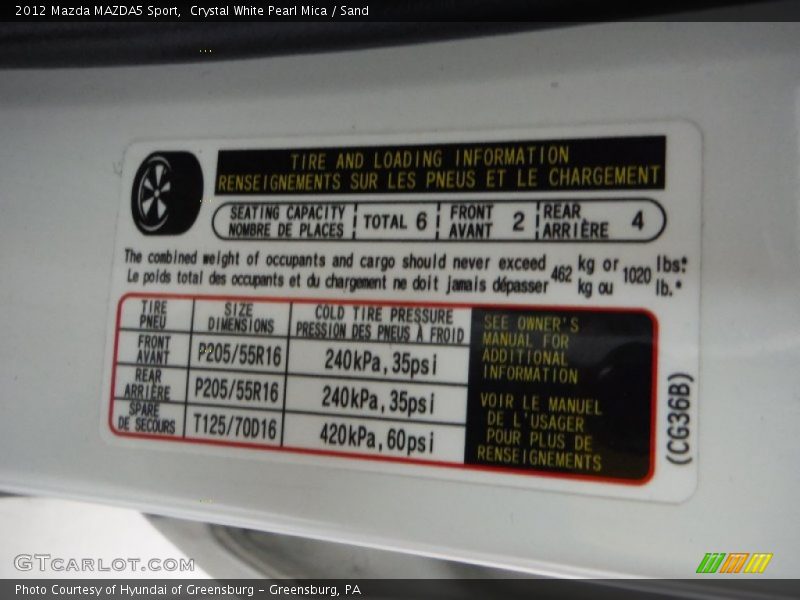 2012 Mazda MAZDA5 Sport, Crystal White Pearl Mica / Sand
TIRE AND LOADING INFORMATION
RENSEIGNEMENTS SUR LES PNEUS ET LE CHARGEMENT
SEATING CAPACITY
NOMBRE DE PLACES
TOTAL 6
FRONT
AVANT
2
REAR
ARRIÈRE
4
The combined weight of occupants and cargo should never exceed
Le poids total des occupants et du chargement ne doit jamais dépasser
462
kg or
kg ou
1020
lbs.*
lb.*
TIRE
PNEU
SIZE
DIMENSIONS
COLD TIRE PRESSURE
PRESSION DES PNEUS À FROID
FRONT
AVANT
P205/55R16
240kPa,35psi
REAR
ARRIÈRE
P205/55R16
240kPa,35psi
SPARE
DE SECOURS
T125/70D16
420kPa,60psi
SEE OWNER'S
MANUAL FOR
ADDITIONAL
INFORMATION
VOIR LE MANUEL
DE L'USAGER
POUR PLUS DE
RENSEIGNEMENTS
(CG36B)
GTCARLOT.COM
Photo Courtesy of Hyundai of Greensburg – Greensburg, PA